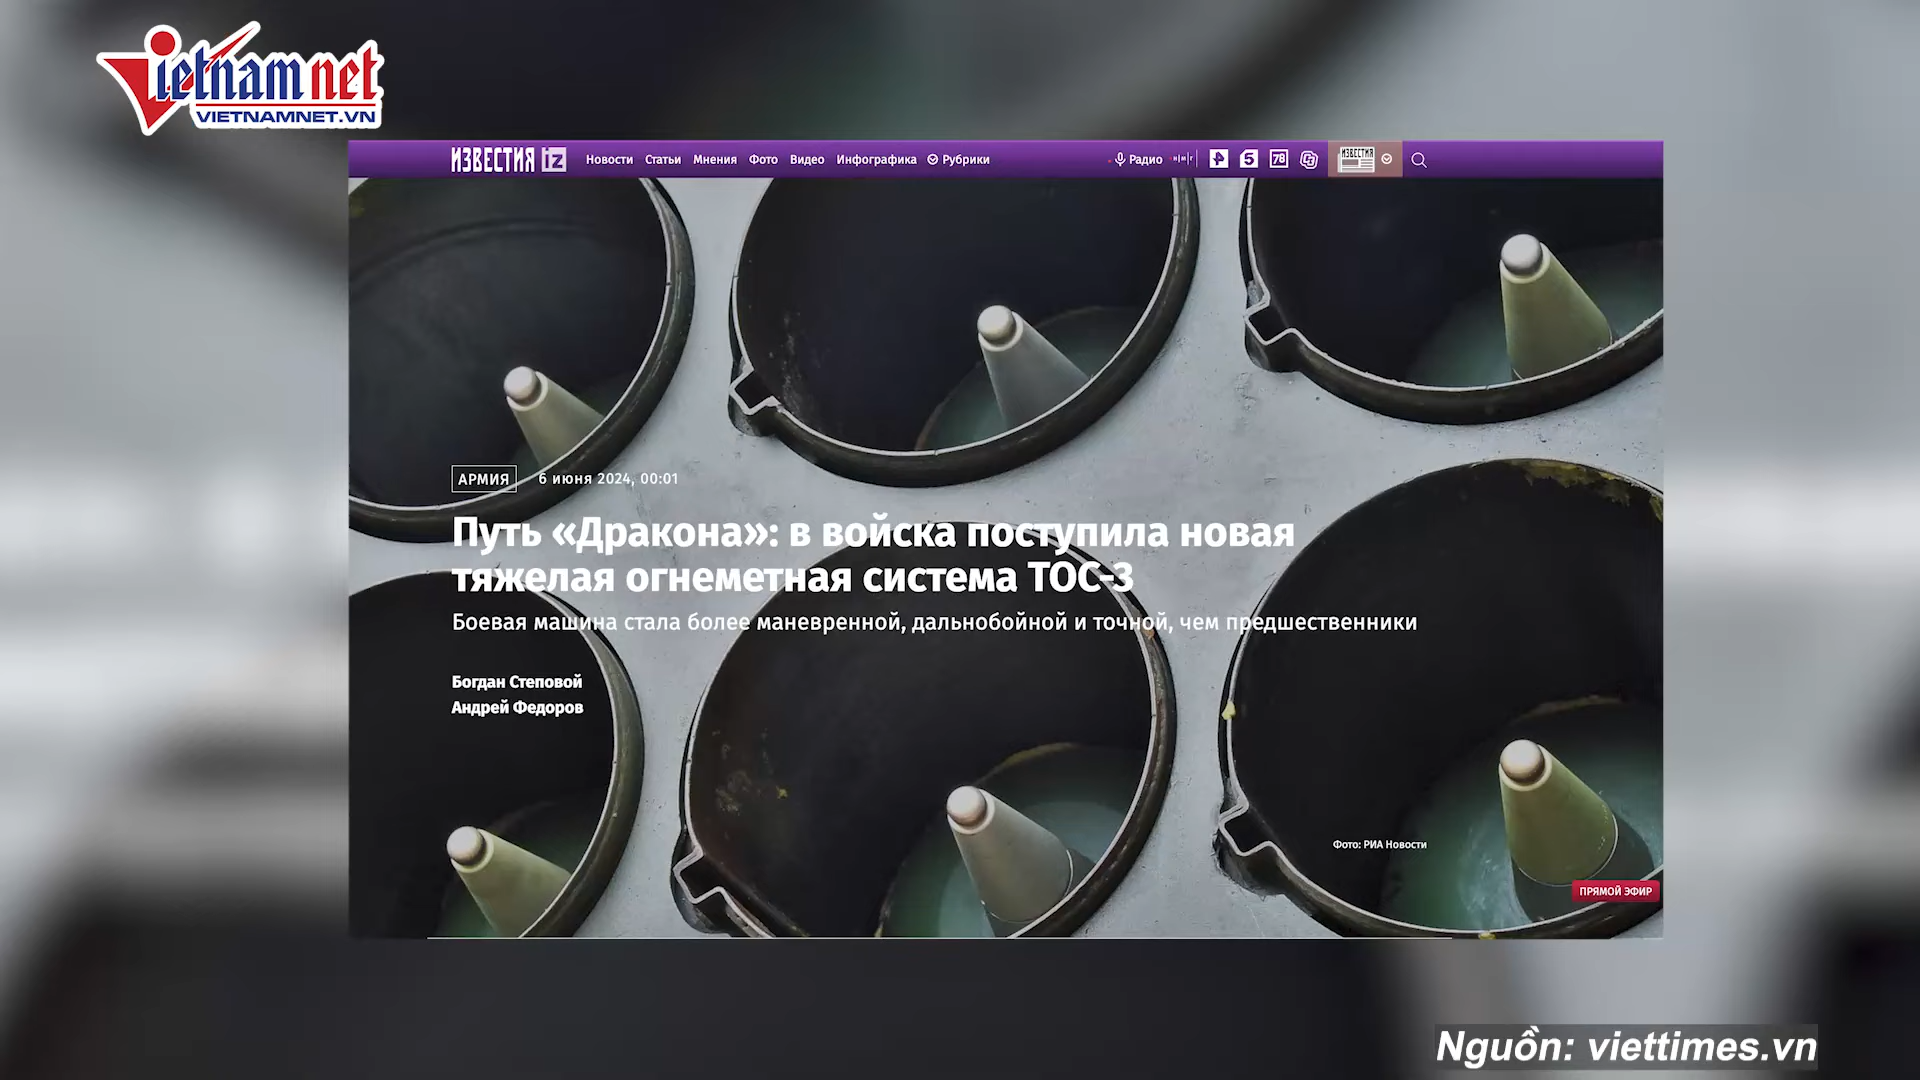 Vietnamnet
VIETNAMNET.VN
ИЗВЕСТИЯ iz
Новости Статьи Мнения Фото Видео Инфографика Рубрики
Радио
5
78
ИЗВЕСТИЯ
АРМИЯ
6 июня 2024, 00:01
Путь «Дракона»: в войска поступила новая
тяжелая огнеметная система ТОС-3
Боевая машина стала более маневренной, дальнобойной и точной, чем предшественники
Богдан Степовой
Андрей Федоров
Фото: РИА Новости
ПРЯМОЙ ЭФИР
Nguồn: viettimes.vn